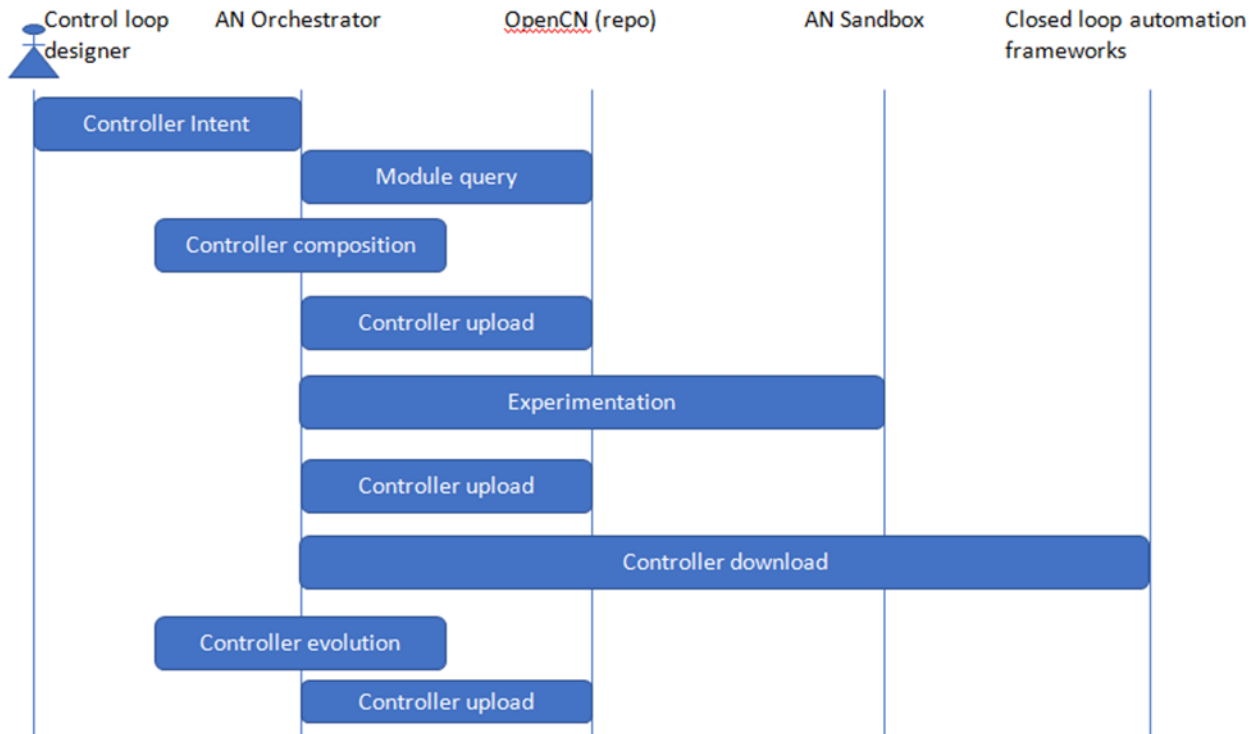 Control loop
designer
AN Orchestrator
OpenCN (repo)
AN Sandbox
Closed loop automation
frameworks
Controller Intent
Module query
Controller composition
Controller upload
Experimentation
Controller upload
Controller download
Controller evolution
Controller upload